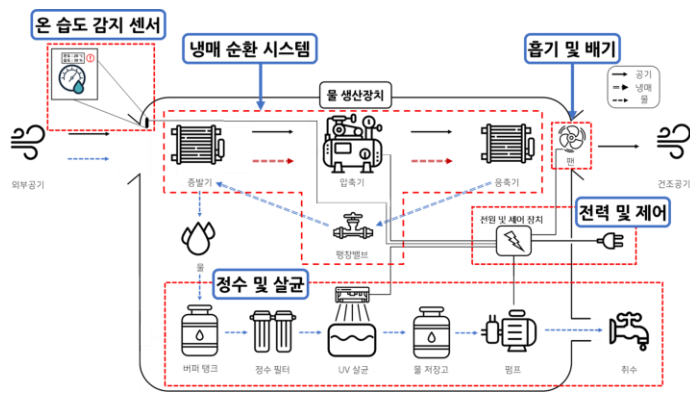 온 습도 감지 센서
냉매 순환 시스템
흡기 및 배기
물 생산장치
공기
냉매
물
외부공기
증발기
압축기
응축기
팬
건조공기
팽창밸브
전원 및 제어 장치
전력 및 제어
물
정수 및 살균
버퍼 탱크
정수 필터
UV 살균
물 저장고
펌프
취수